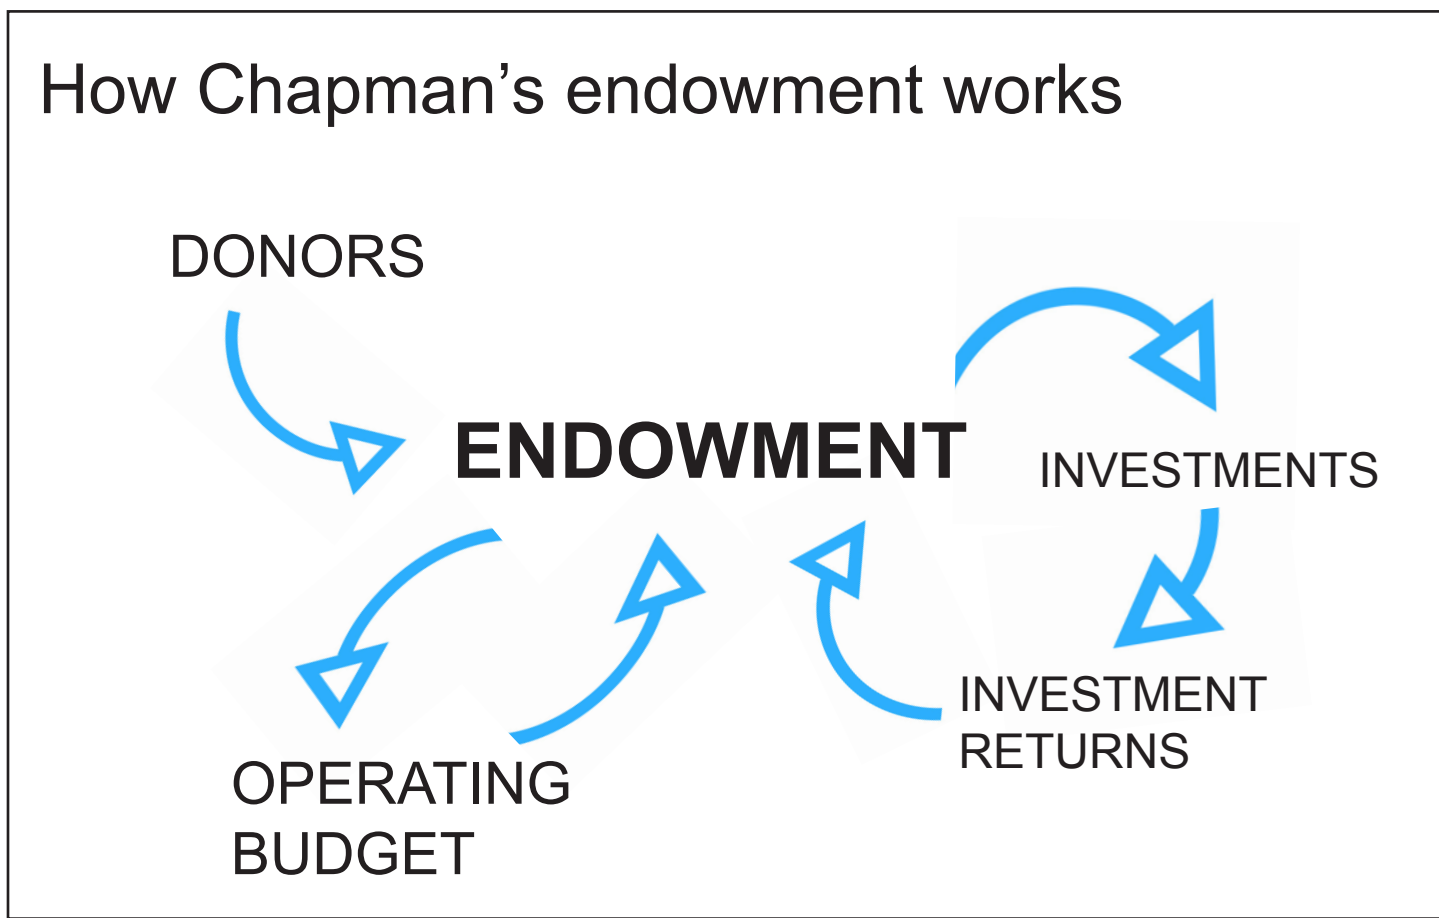 How Chapman’s endowment works
DONORS
ENDOWMENT
INVESTMENTS
INVESTMENT
RETURNS
OPERATING
BUDGET